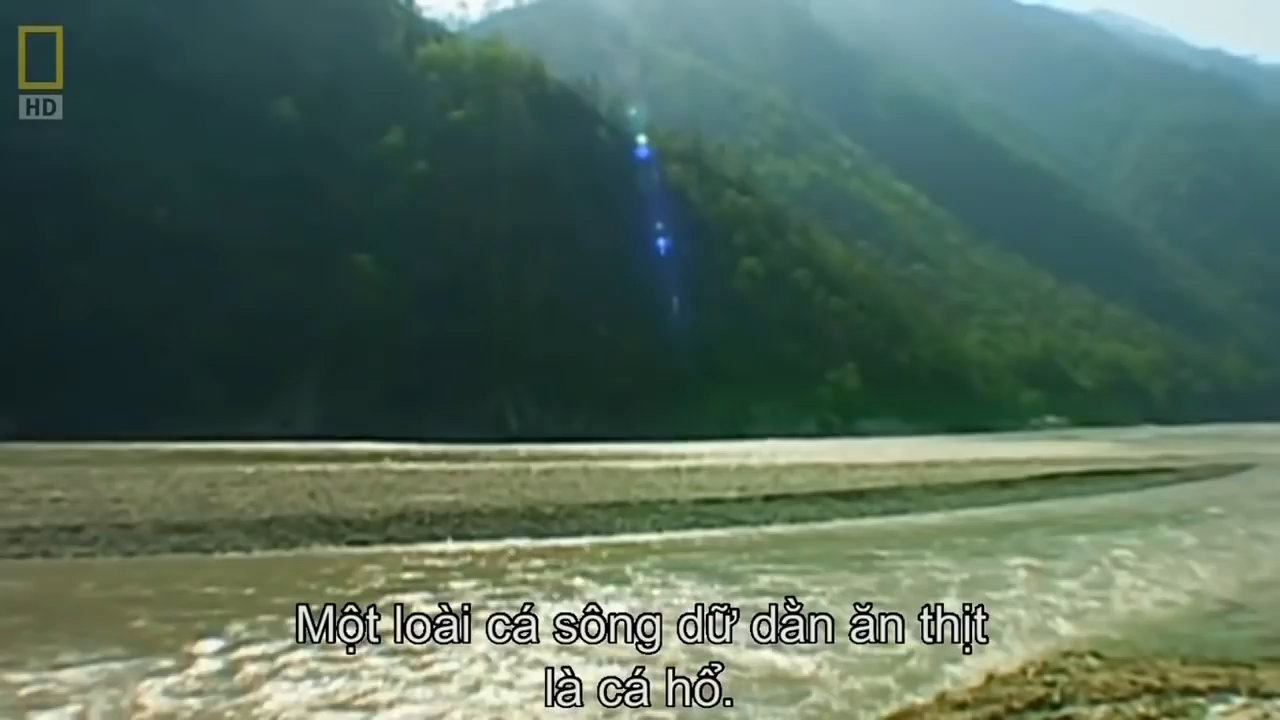 HD
Một loài cá sông dữ dằn ăn thịt
là cá hổ.